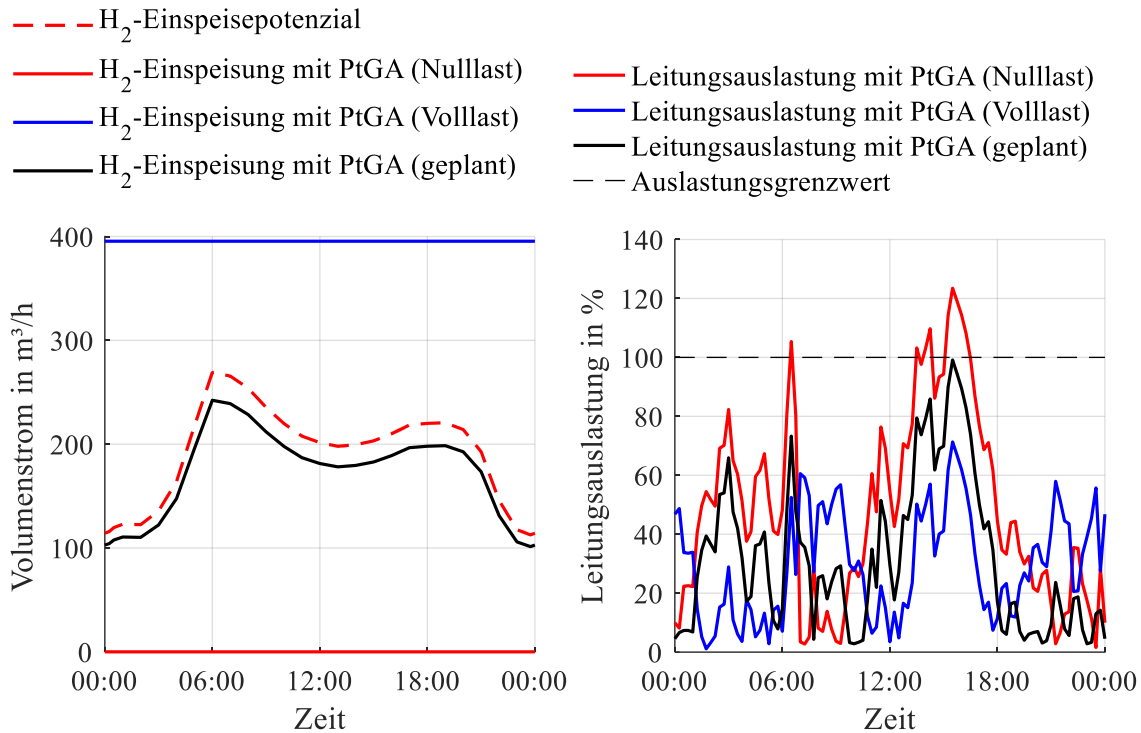 H2-Einspeisepotenzial
H2-Einspeisung mit PtGA (Nulllast)
H2-Einspeisung mit PtGA (Volllast)
H2-Einspeisung mit PtGA (geplant)
Leitungsauslastung mit PtGA (Nulllast)
Leitungsauslastung mit PtGA (Volllast)
Leitungsauslastung mit PtGA (geplant)
Auslastungsgrenzwert
Volumenstrom in m³/h
400
300
200
100
0
00:00 06:00 12:00 18:00 00:00
Zeit
Leitungsauslastung in %
140
120
100
80
60
40
20
0
00:00 06:00 12:00 18:00 00:00
Zeit